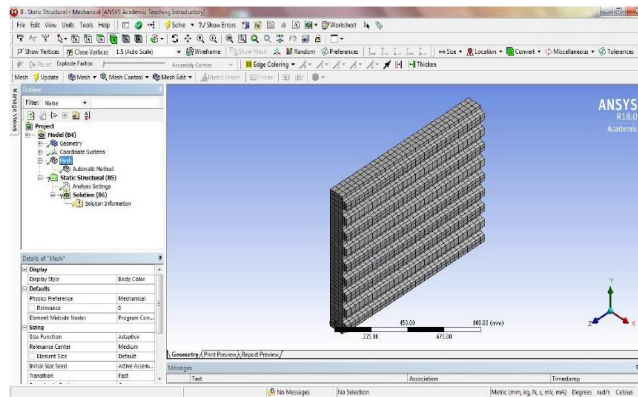 B : Static Structural - Mechanical [ANSYS Academic Teaching Introductory]
File Edit View Units Tools Help Solve ?/ Show Errors Worksheet
Show Vertices Close Vertices 1.5 (Auto Scale) Wireframe Show Mesh Random Preferences Size Location Convert Miscellaneous Tolerances
Reset Explode Factor: Assembly Center Edge Coloring Thicken
Mesh Update Mesh Mesh Control Mesh Edit Metric Graph Probe
Manage Views
Outline
Filter: Name
Project
Model (B4)
Geometry
Coordinate Systems
Mesh
Automatic Method
Static Structural (B5)
Analysis Settings
Solution (B6)
Solution Information
ANSYS
R18.0
Academic
Details of "Mesh"
Display
Display Style Body Color
Defaults
Physics Preference Mechanical
Relevance 0
Element Midside Nodes Program Con...
Sizing
Size Function Adaptive
Relevance Center Medium
Element Size Default
Initial Size Seed Active Assem...
Transition Fast
450.00 900.00 (mm)
225.00 675.00
Y
Z X
Geometry Print Preview Report Preview
Messages
Text Association Timestamp
No Messages No Selection Metric (mm, kg, N, s, mV, mA) Degrees rad/s Celsius